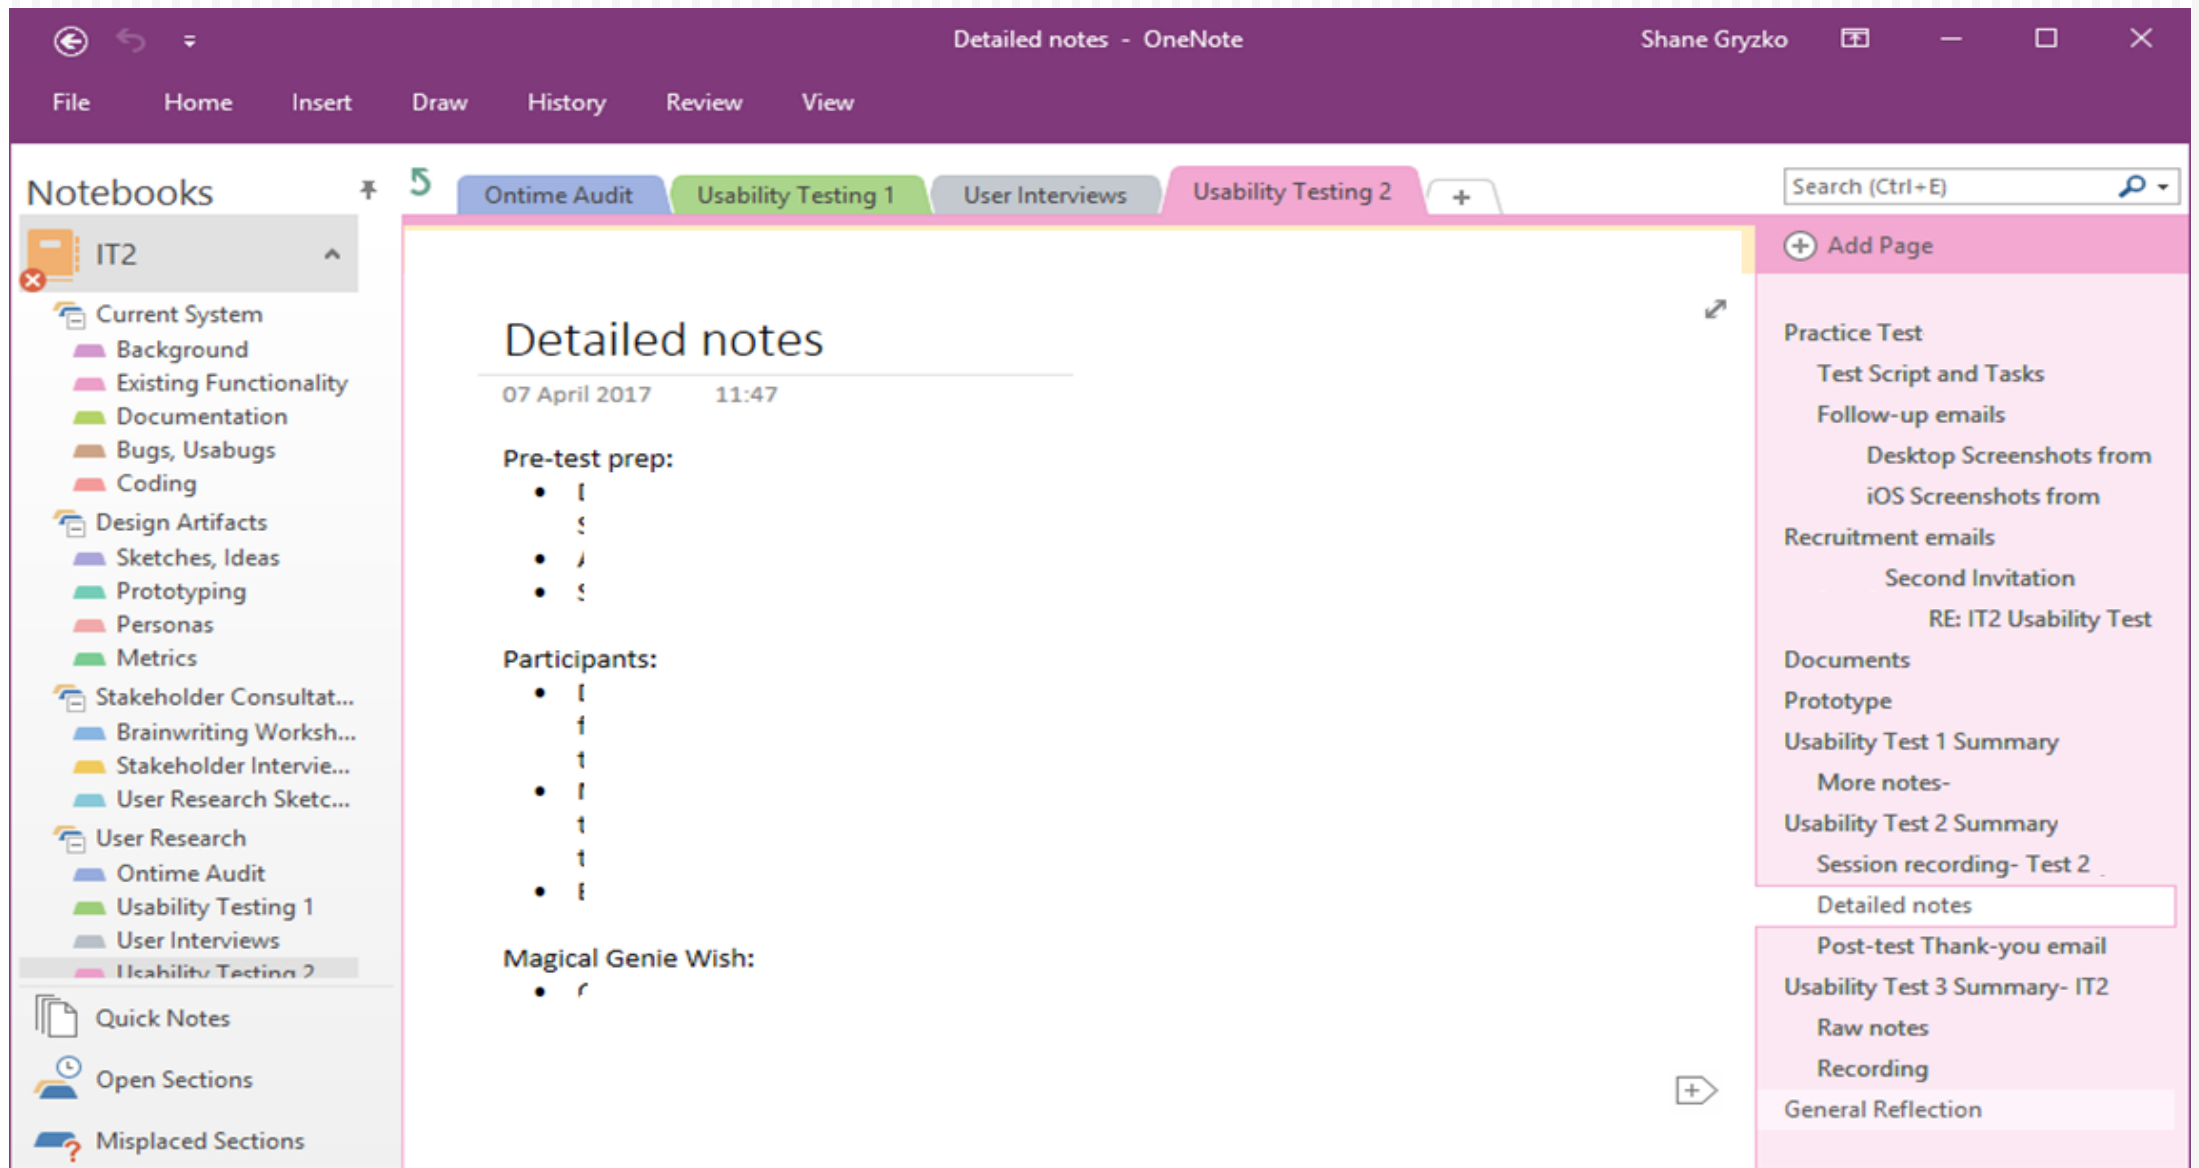 Detailed notes - OneNote
Shane Gryzko
File Home Insert Draw History Review View
Notebooks
IT2
Current System
Background
Existing Functionality
Documentation
Bugs, Usabugs
Coding
Design Artifacts
Sketches, Ideas
Prototyping
Personas
Metrics
Stakeholder Consultat...
Brainwriting Worksh...
Stakeholder Intervie...
User Research Sketc...
User Research
Ontime Audit
Usability Testing 1
User Interviews
Usability Testing 2
Quick Notes
Open Sections
Misplaced Sections
Ontime Audit
Usability Testing 1
User Interviews
Usability Testing 2
+
Detailed notes
07 April 2017 11:47
Pre-test prep:
Participants:
Magical Genie Wish:
Search (Ctrl+E)
Add Page
Practice Test
Test Script and Tasks
Follow-up emails
Desktop Screenshots from
iOS Screenshots from
Recruitment emails
Second Invitation
RE: IT2 Usability Test
Documents
Prototype
Usability Test 1 Summary
More notes-
Usability Test 2 Summary
Session recording- Test 2
Detailed notes
Post-test Thank-you email
Usability Test 3 Summary- IT2
Raw notes
Recording
General Reflection